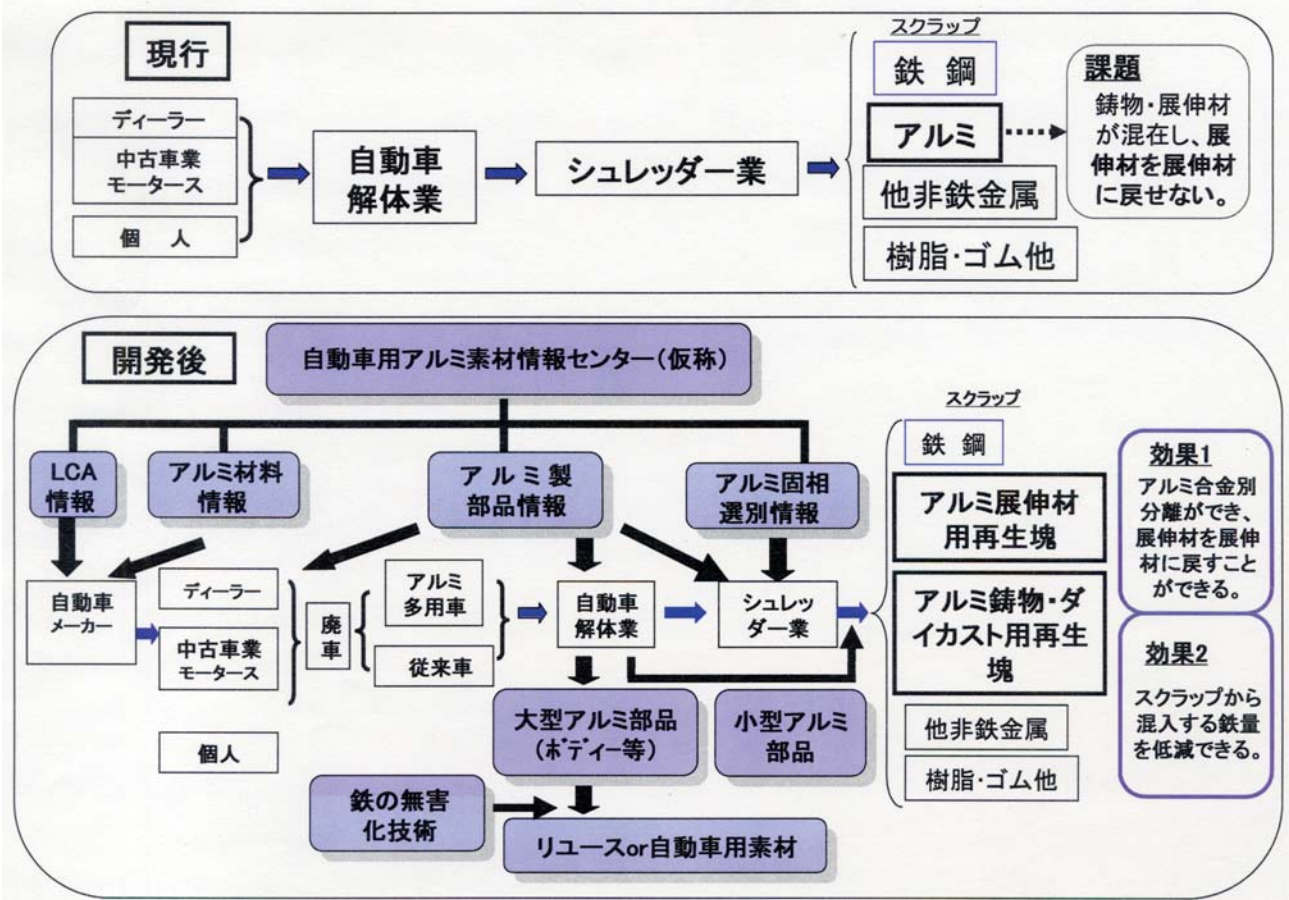 現行
ディーラー
中古車業
モータース
個 人
自動車
解体業
シュレッダー業
スクラップ
鉄 鋼
アルミ
他非鉄金属
樹脂・ゴム他
課題
鋳物・展伸材
が混在し、展
伸材を展伸材
に戻せない。
開発後
自動車用アルミ素材情報センター(仮称)
LCA
情報
アルミ材料
情報
アルミ製
部品情報
アルミ固相
選別情報
自動車
メーカー
ディーラー
中古車業
モータース
個人
廃
車
アルミ
多用車
従来車
自動車
解体業
シュレッ
ダー業
大型アルミ部品
(ボディー等)
小型アルミ
部品
鉄の無害
化技術
リユースor自動車用素材
スクラップ
鉄 鋼
アルミ展伸材
用再生塊
アルミ鋳物・ダ
イカスト用再生
塊
他非鉄金属
樹脂・ゴム他
効果1
アルミ合金別
分離ができ、
展伸材を展伸
材に戻すこと
ができる。
効果2
スクラップから
混入する鉄量
を低減できる。